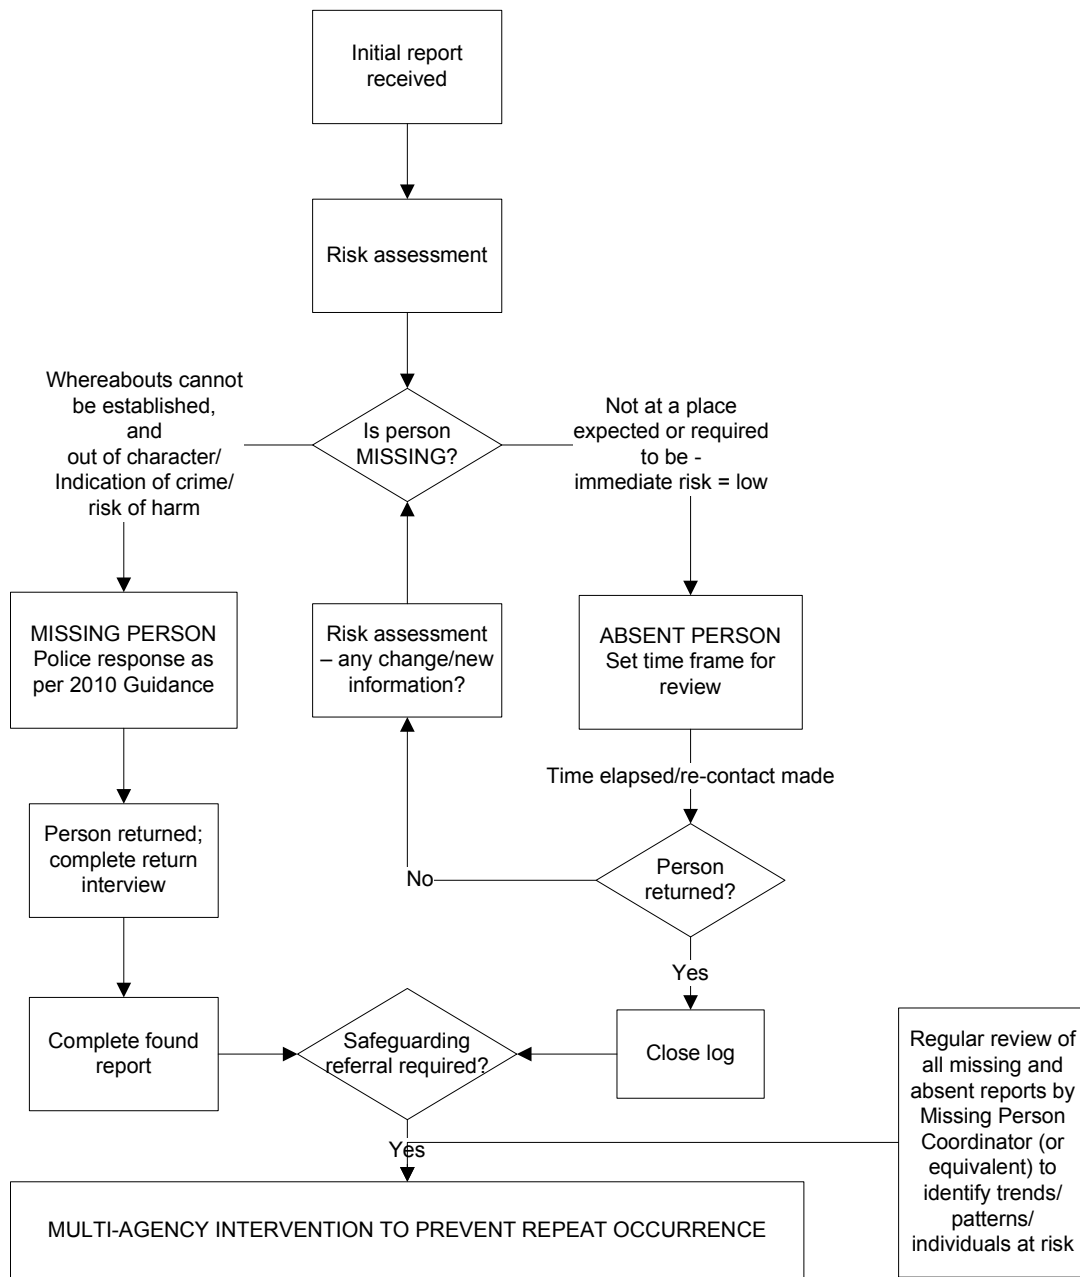 Initial report
received
Risk assessment
Whereabouts cannot
be established,
and
out of character/
Indication of crime/
risk of harm
Is person
MISSING?
Not at a place
expected or required
to be -
immediate risk = low
MISSING PERSON
Police response as
per 2010 Guidance
Risk assessment
– any change/new
information?
ABSENT PERSON
Set time frame for
review
Time elapsed/re-contact made
Person returned;
complete return
interview
No
Person
returned?
Yes
Complete found
report
Safeguarding
referral required?
Close log
Regular review of
all missing and
absent reports by
Missing Person
Coordinator (or
equivalent) to
identify trends/
patterns/
individuals at risk
Yes
MULTI-AGENCY INTERVENTION TO PREVENT REPEAT OCCURRENCE